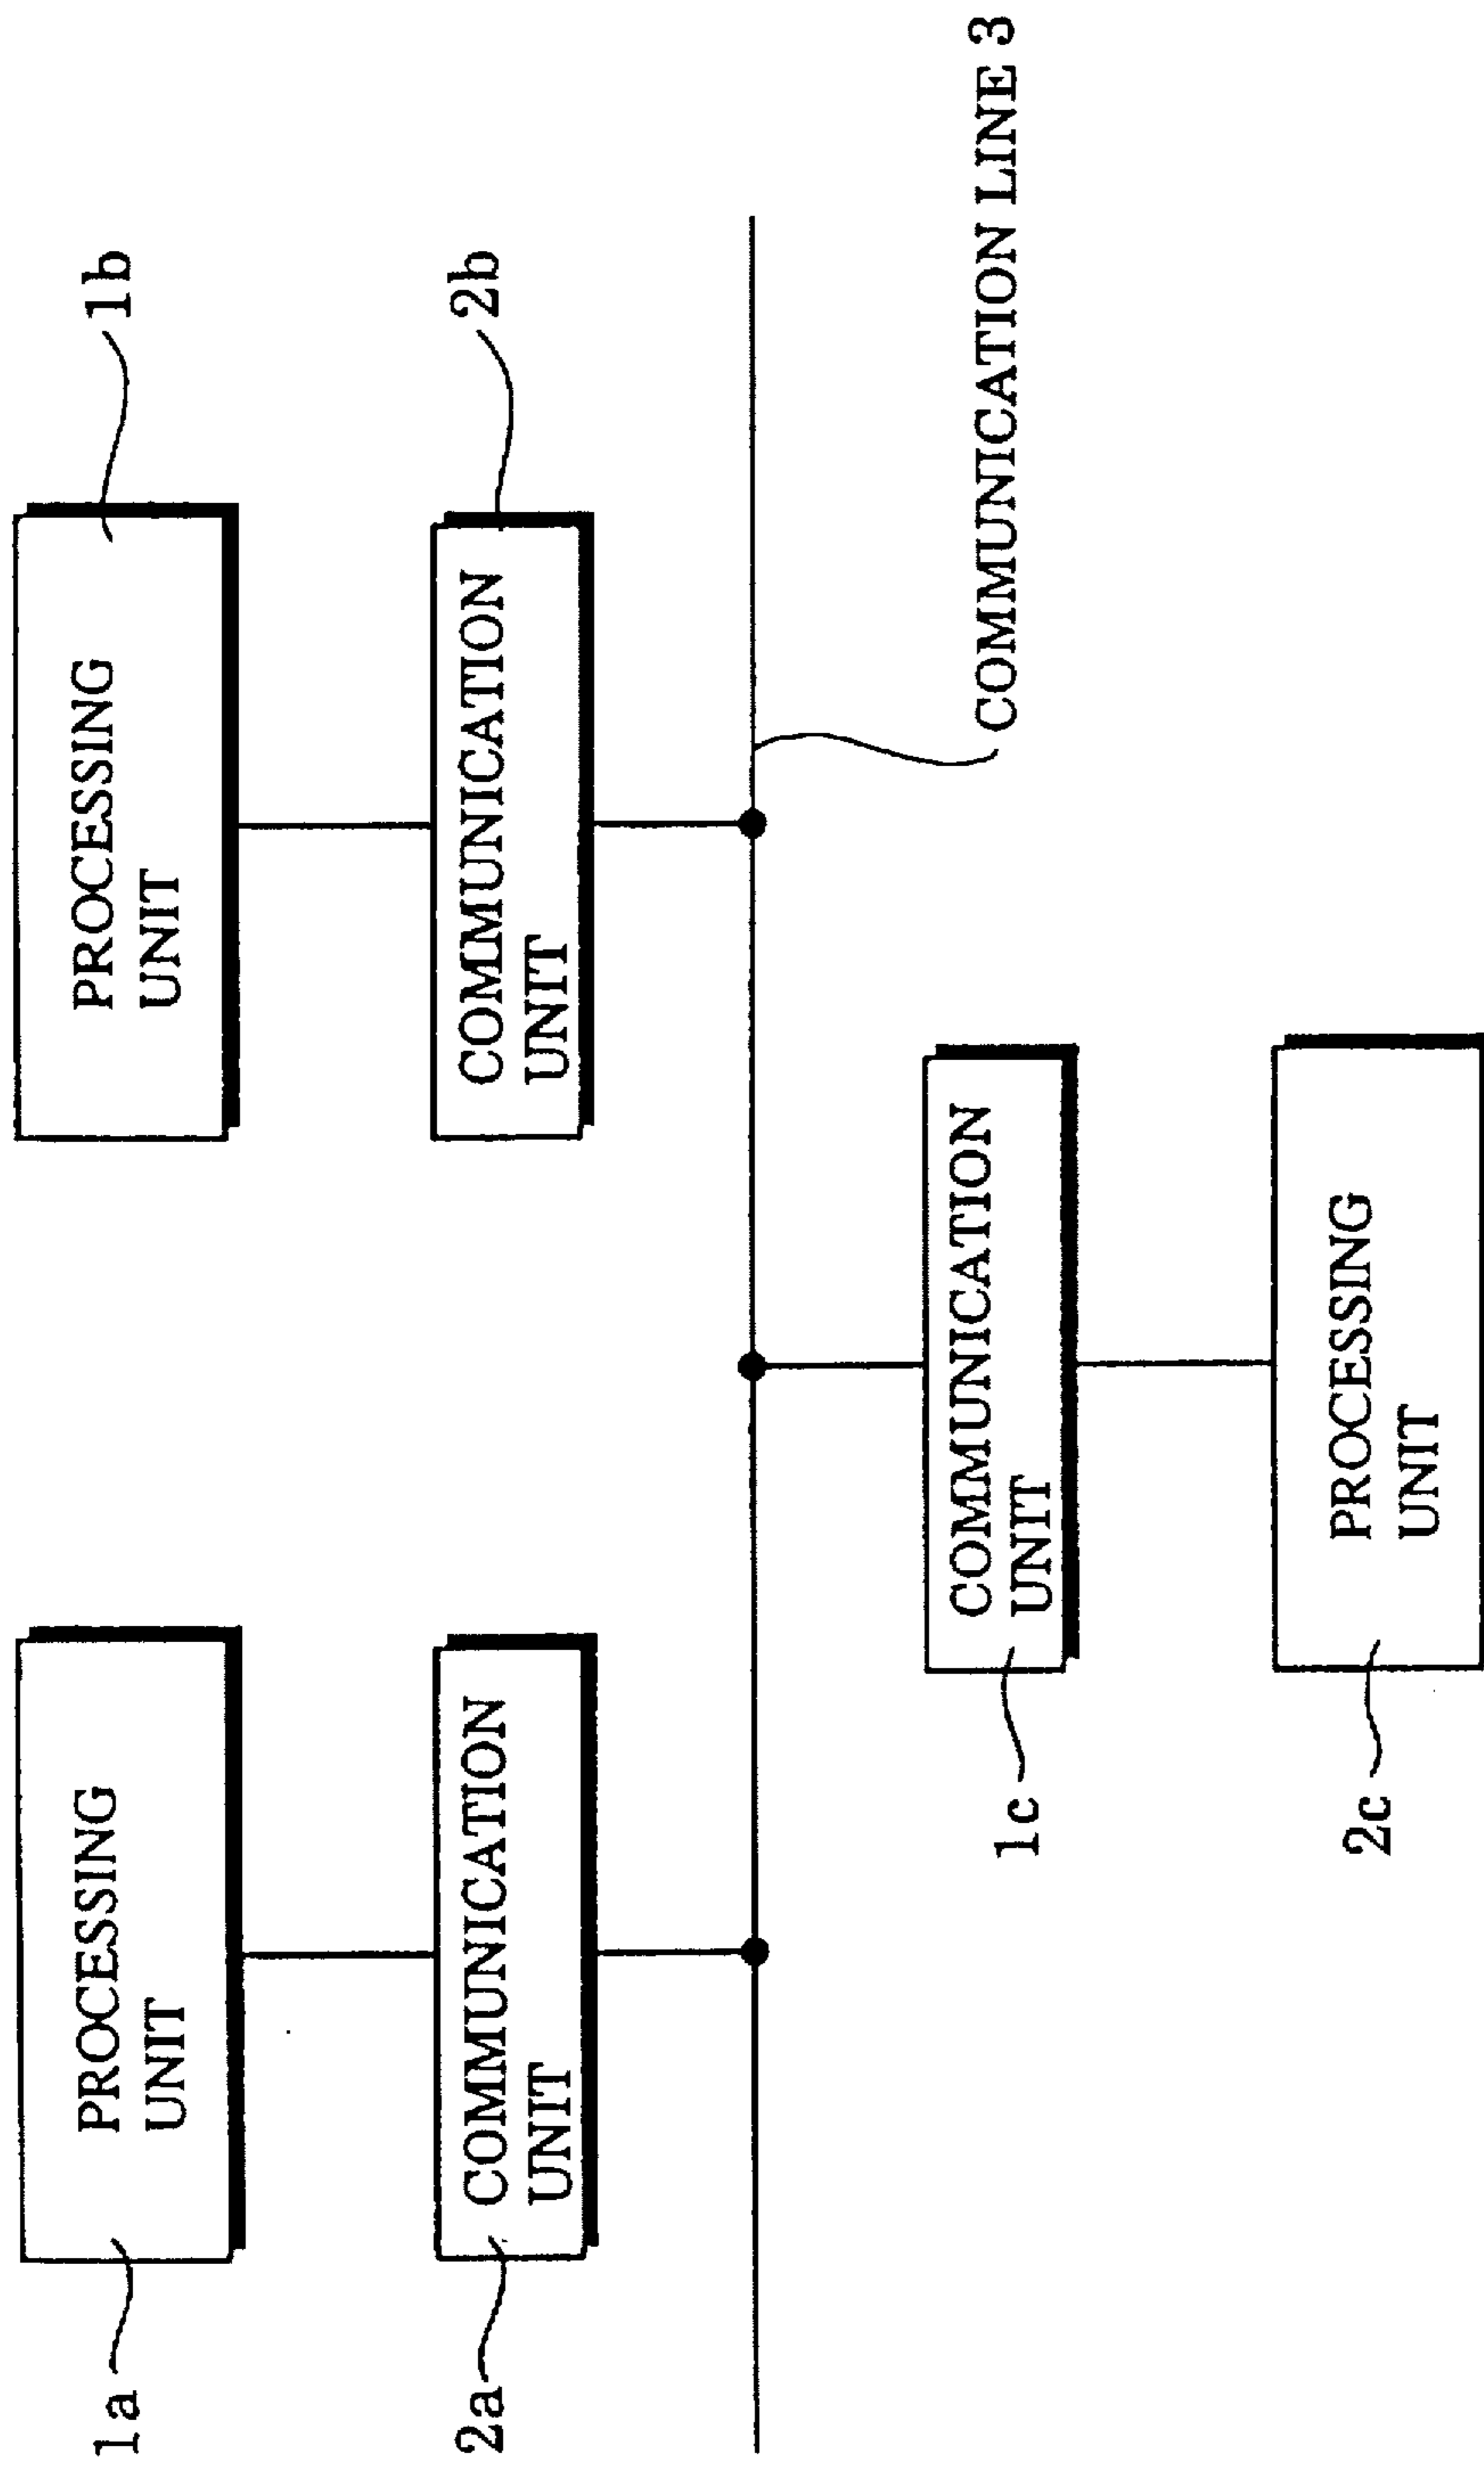 1a
PROCESSING
UNIT
PROCESSING
UNIT
1b
2a
COMMUNICATION
UNIT
COMMUNICATION
UNIT
2b
1c
COMMUNICATION
UNIT
COMMUNICATION LINE 3
2c
PROCESSING
UNIT